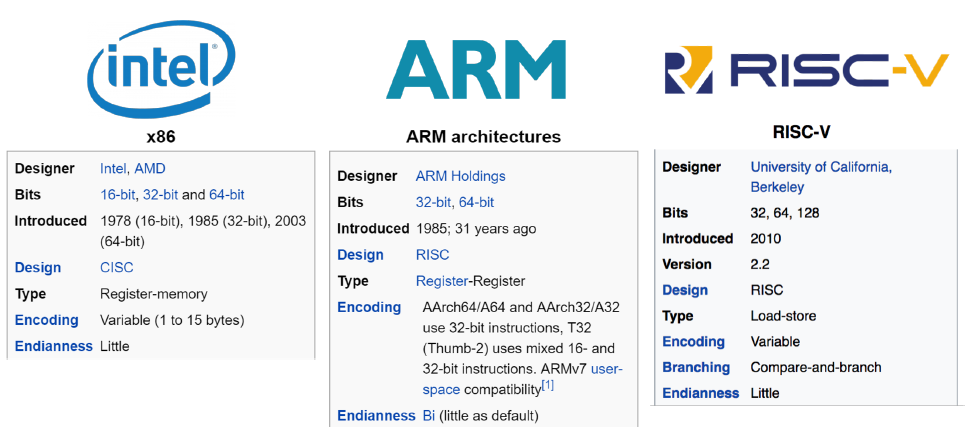 intel®
x86
Designer Intel, AMD
Bits 16-bit, 32-bit and 64-bit
Introduced 1978 (16-bit), 1985 (32-bit), 2003
(64-bit)
Design CISC
Type Register-memory
Encoding Variable (1 to 15 bytes)
Endianness Little
ARM
ARM architectures
Designer ARM Holdings
Bits 32-bit, 64-bit
Introduced 1985; 31 years ago
Design RISC
Type Register-Register
Encoding AArch64/A64 and AArch32/A32
use 32-bit instructions, T32
(Thumb-2) uses mixed 16- and
32-bit instructions. ARMv7 user-
space compatibility[1]
Endianness Bi (little as default)
RISC-V
RISC-V
Designer University of California,
Berkeley
Bits 32, 64, 128
Introduced 2010
Version 2.2
Design RISC
Type Load-store
Encoding Variable
Branching Compare-and-branch
Endianness Little